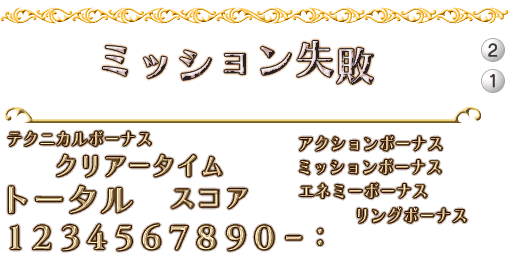 ミッション失敗
2
1
テクニカルボーナス
アクションボーナス
クリアータイム
ミッションボーナス
エネミーボーナス
トータル スコア
リングボーナス
1234567890-: